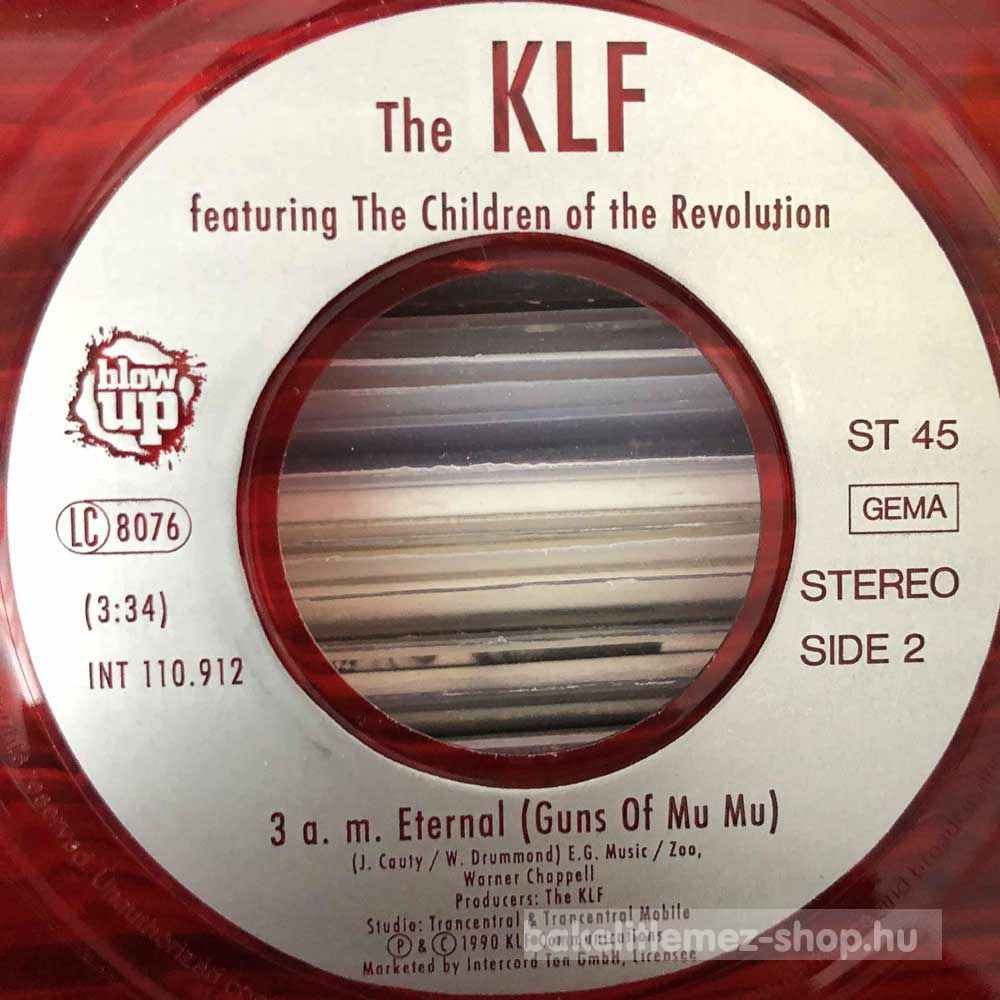 The KLF
featuring The Children of the Revolution
blow
up
LC 8076
(3:34)
INT 110.912
ST 45
GEMA
STEREO
SIDE 2
3 a. m. Eternal (Guns Of Mu Mu)
(J. Cauty / W. Drummond) E.G. Music / Zoo,
Warner Chappell
Producers: The KLF
Studio: Trancentral & Trancentral Mobile
Ⓟ & Ⓒ 1990 KLF Communications
Marketed by Intercord Ton GmbH, Licensee
bakelitlemez-shop.hu